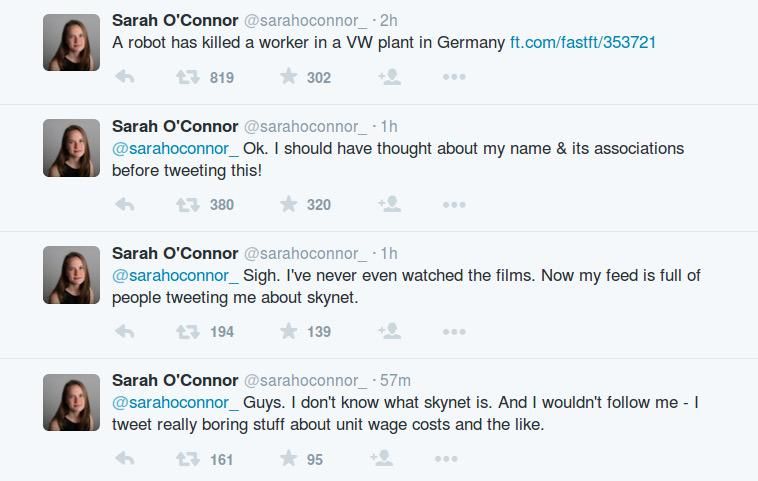 Sarah O'Connor @sarahoconnor_ · 2h
A robot has killed a worker in a VW plant in Germany ft.com/fastft/353721
819 302
Sarah O'Connor @sarahoconnor_ · 1h
@sarahoconnor_ Ok. I should have thought about my name & its associations
before tweeting this!
380 320
Sarah O'Connor @sarahoconnor_ · 1h
@sarahoconnor_ Sigh. I've never even watched the films. Now my feed is full of
people tweeting me about skynet.
194 139
Sarah O'Connor @sarahoconnor_ · 57m
@sarahoconnor_ Guys. I don't know what skynet is. And I wouldn't follow me - I
tweet really boring stuff about unit wage costs and the like.
161 95